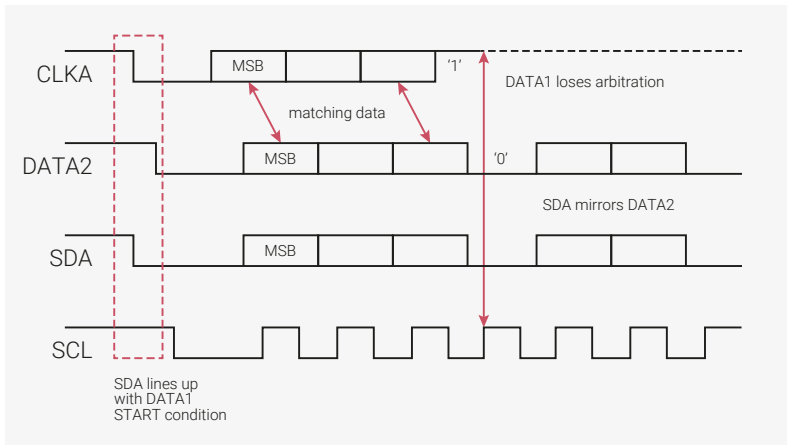 CLKA
MSB
'1'
DATA1 loses arbitration
matching data
DATA2
MSB
'0'
SDA mirrors DATA2
SDA
MSB
SCL
SDA lines up
with DATA1
START condition